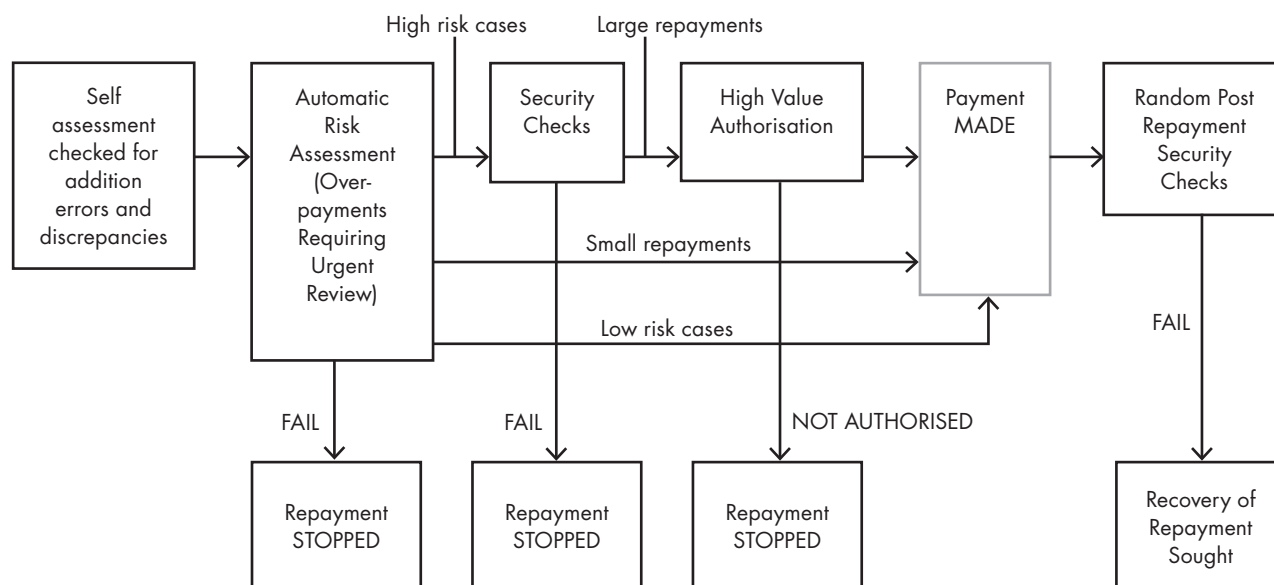 High risk cases
Large repayments
Self
assessment
checked for
addition
errors and
discrepancies
Automatic
Risk
Assessment
(Over-
payments
Requiring
Urgent
Review)
Security
Checks
High Value
Authorisation
Payment
MADE
Random Post
Repayment
Security
Checks
Small repayments
Low risk cases
FAIL
FAIL
NOT AUTHORISED
FAIL
Repayment
STOPPED
Repayment
STOPPED
Repayment
STOPPED
Recovery of
Repayment
Sought